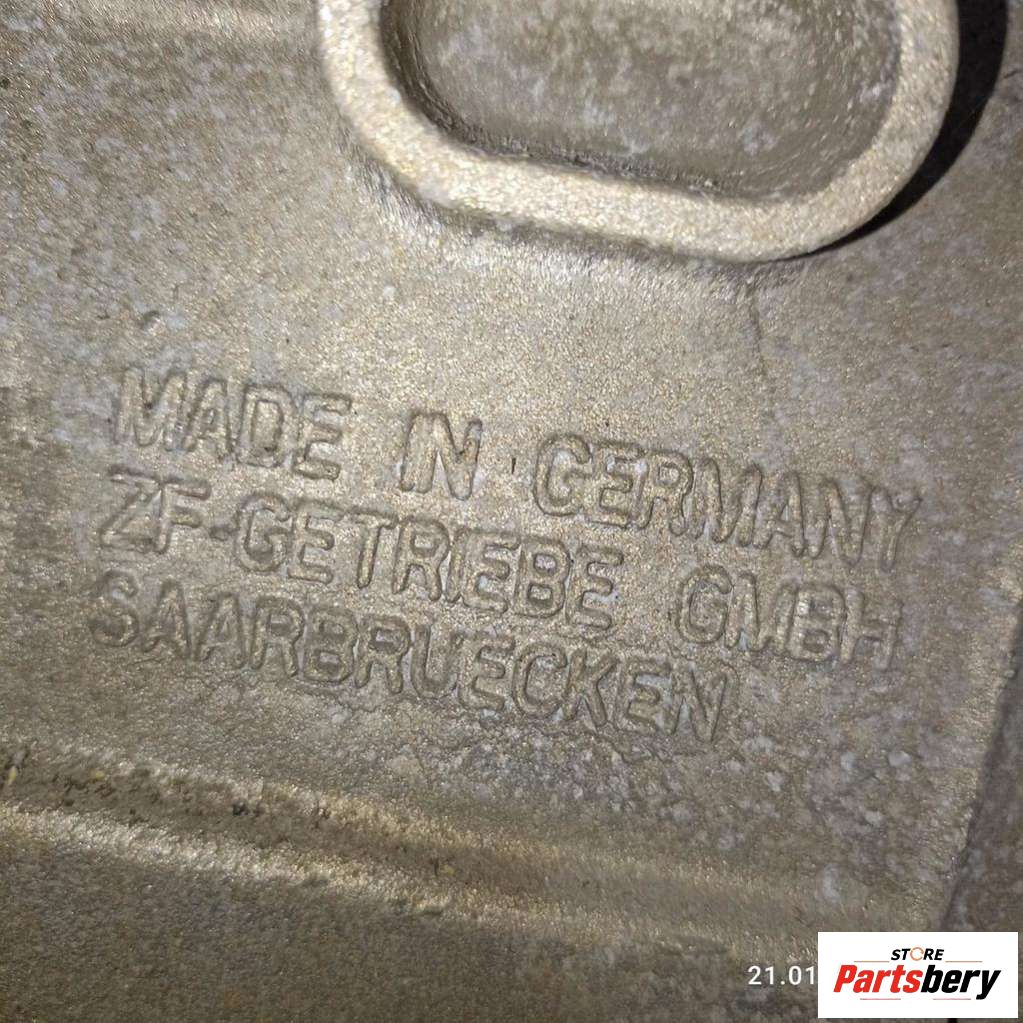 MADE IN GERMANY
ZF-GETRIEBE GMBH
SAARBRUECKEN
21.01
STORE
Partsbery